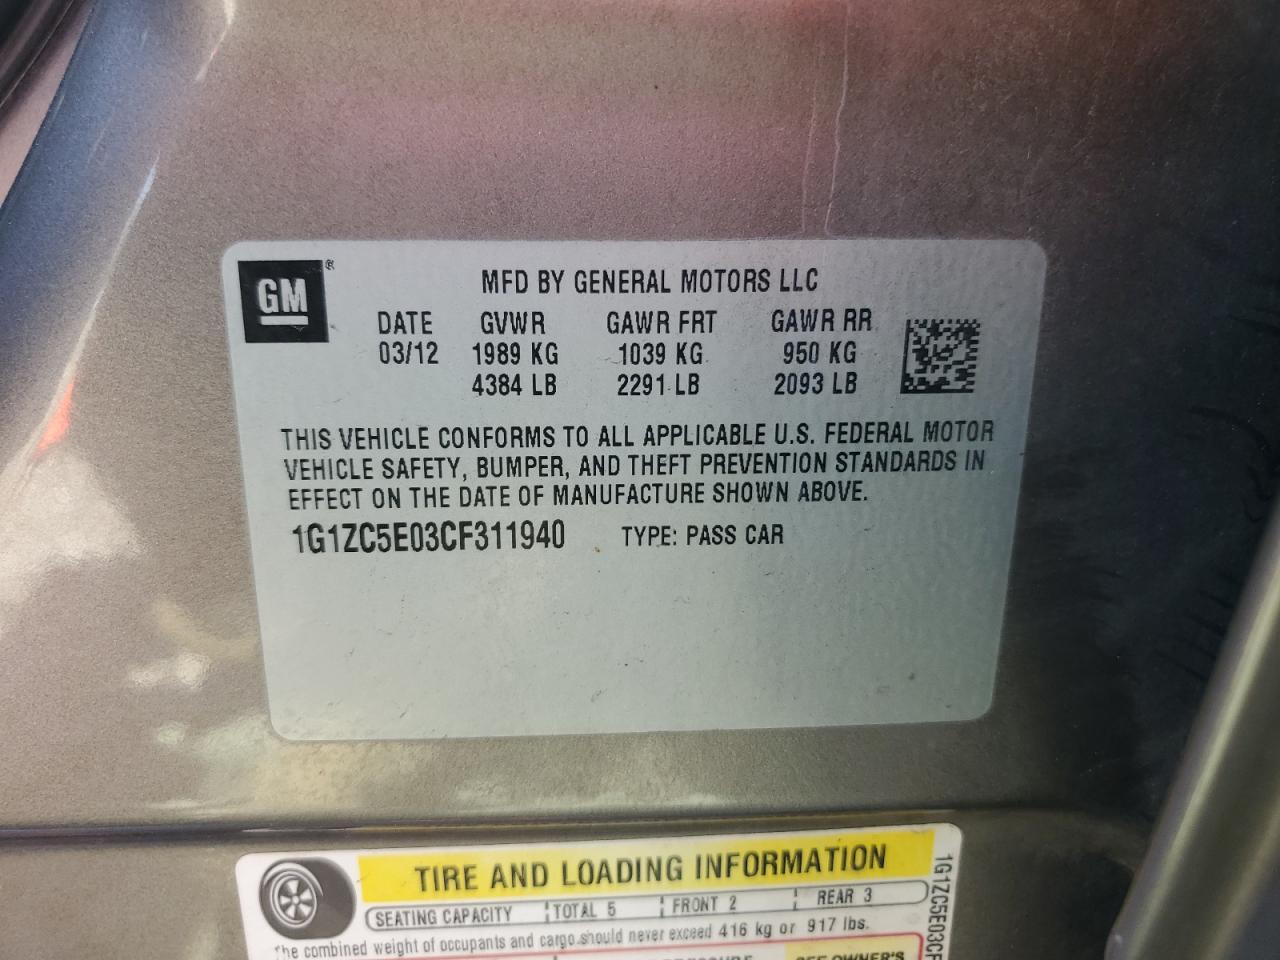 GM ®
MFD BY GENERAL MOTORS LLC
DATE GVWR GAWR FRT GAWR RR
03/12 1989 KG 1039 KG 950 KG
4384 LB 2291 LB 2093 LB
THIS VEHICLE CONFORMS TO ALL APPLICABLE U.S. FEDERAL MOTOR
VEHICLE SAFETY, BUMPER, AND THEFT PREVENTION STANDARDS IN
EFFECT ON THE DATE OF MANUFACTURE SHOWN ABOVE.
1G1ZC5E03CF311940 TYPE: PASS CAR
TIRE AND LOADING INFORMATION
SEATING CAPACITY TOTAL 5 FRONT 2 REAR 3
The combined weight of occupants and cargo should never exceed 416 kg or 917 lbs.
SEE OWNER'S
1G1ZC5E03CF